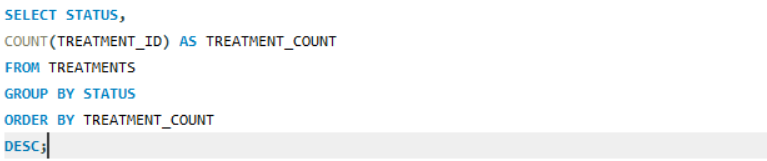 SELECT STATUS,
COUNT(TREATMENT_ID) AS TREATMENT_COUNT
FROM TREATMENTS
GROUP BY STATUS
ORDER BY TREATMENT_COUNT
DESC;